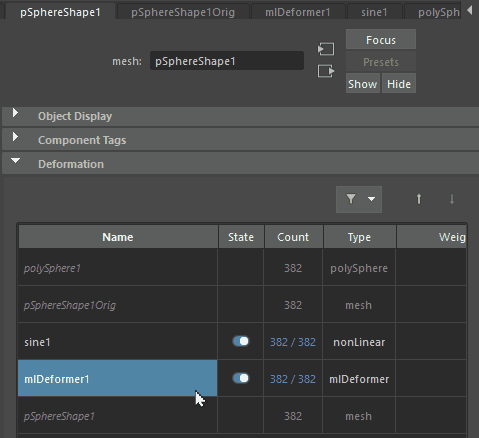 pSphereShape1 pSphereShape1Orig mlDeformer1 sine1 polySph
mesh: pSphereShape1
Focus
Presets
Show Hide
Object Display
Component Tags
Deformation
Name State Count Type Weig
polySphere1 382 polySphere
pSphereShape1Orig 382 mesh
sine1 382 / 382 nonLinear
mlDeformer1 382 / 382 mlDeformer
pSphereShape1 382 mesh